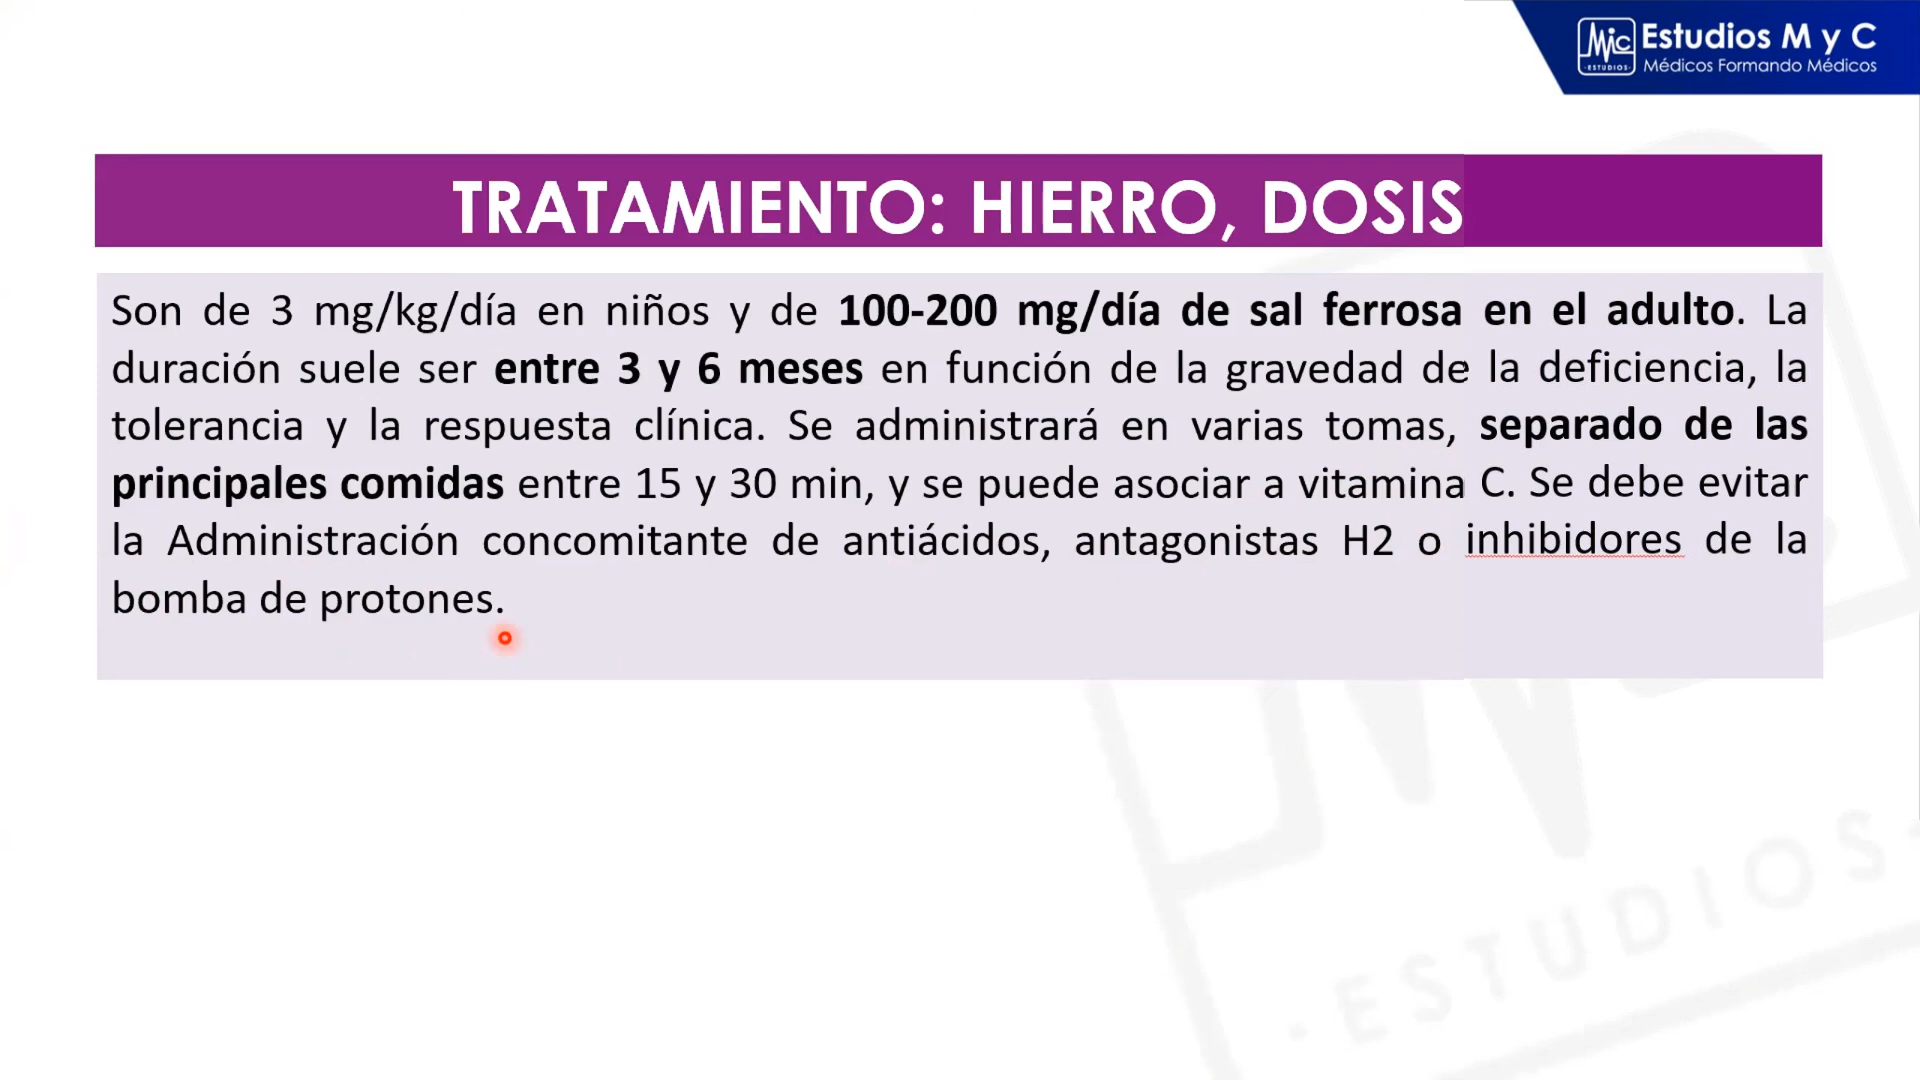 Mic
·ESTUDIOS·
Estudios M y C
Médicos Formando Médicos
TRATAMIENTO: HIERRO, DOSIS
Son de 3 mg/kg/día en niños y de 100-200 mg/día de sal ferrosa en el adulto. La
duración suele ser entre 3 y 6 meses en función de la gravedad de la deficiencia, la
tolerancia y la respuesta clínica. Se administrará en varias tomas, separado de las
principales comidas entre 15 y 30 min, y se puede asociar a vitamina C. Se debe evitar
la Administración concomitante de antiácidos, antagonistas H2 o inhibidores de la
bomba de protones.
·ESTUDIOS·